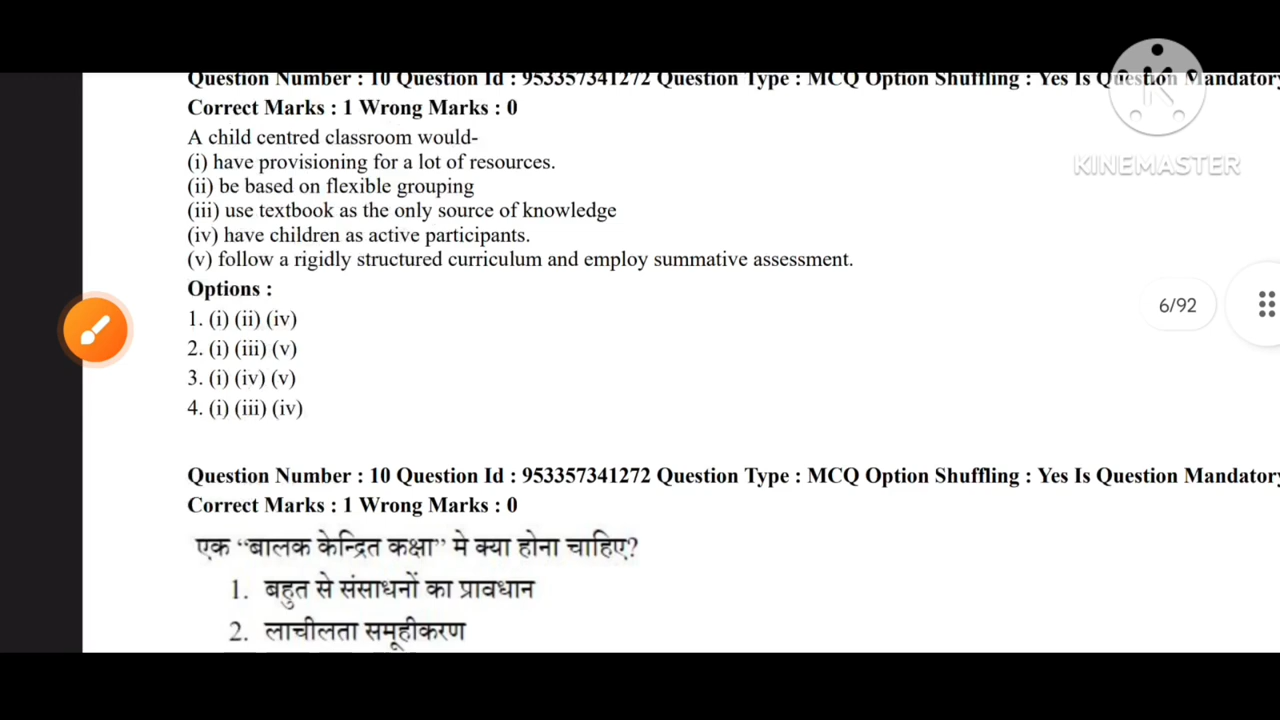 Question Number : 10 Question Id : 953357341272 Question Type : MCQ Option Shuffling : Yes Is Question Mandatory
Correct Marks : 1 Wrong Marks : 0
A child centred classroom would-
(i) have provisioning for a lot of resources.
(ii) be based on flexible grouping
(iii) use textbook as the only source of knowledge
(iv) have children as active participants.
(v) follow a rigidly structured curriculum and employ summative assessment.
Options :
1. (i) (ii) (iv)
2. (i) (iii) (v)
3. (i) (iv) (v)
4. (i) (iii) (iv)
Question Number : 10 Question Id : 953357341272 Question Type : MCQ Option Shuffling : Yes Is Question Mandatory
Correct Marks : 1 Wrong Marks : 0
एक “बालक केन्द्रित कक्षा” मे क्या होना चाहिए?
1. बहुत से संसाधनों का प्रावधान
2. लाचीलता समूहीकरण
6/92
K
KINEMASTER